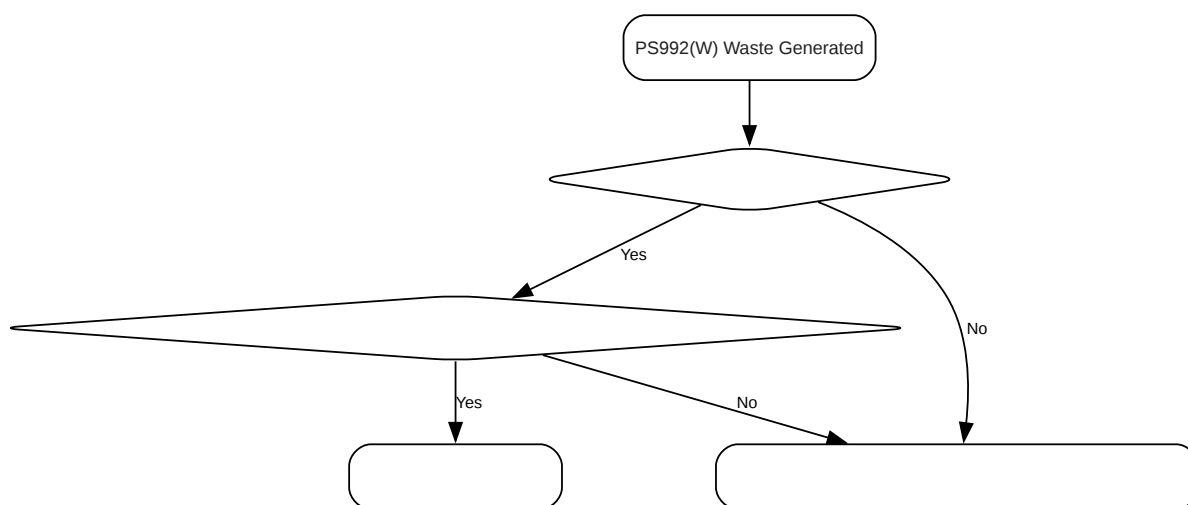 PS992(W) Waste Generated
Yes
No
Yes
No